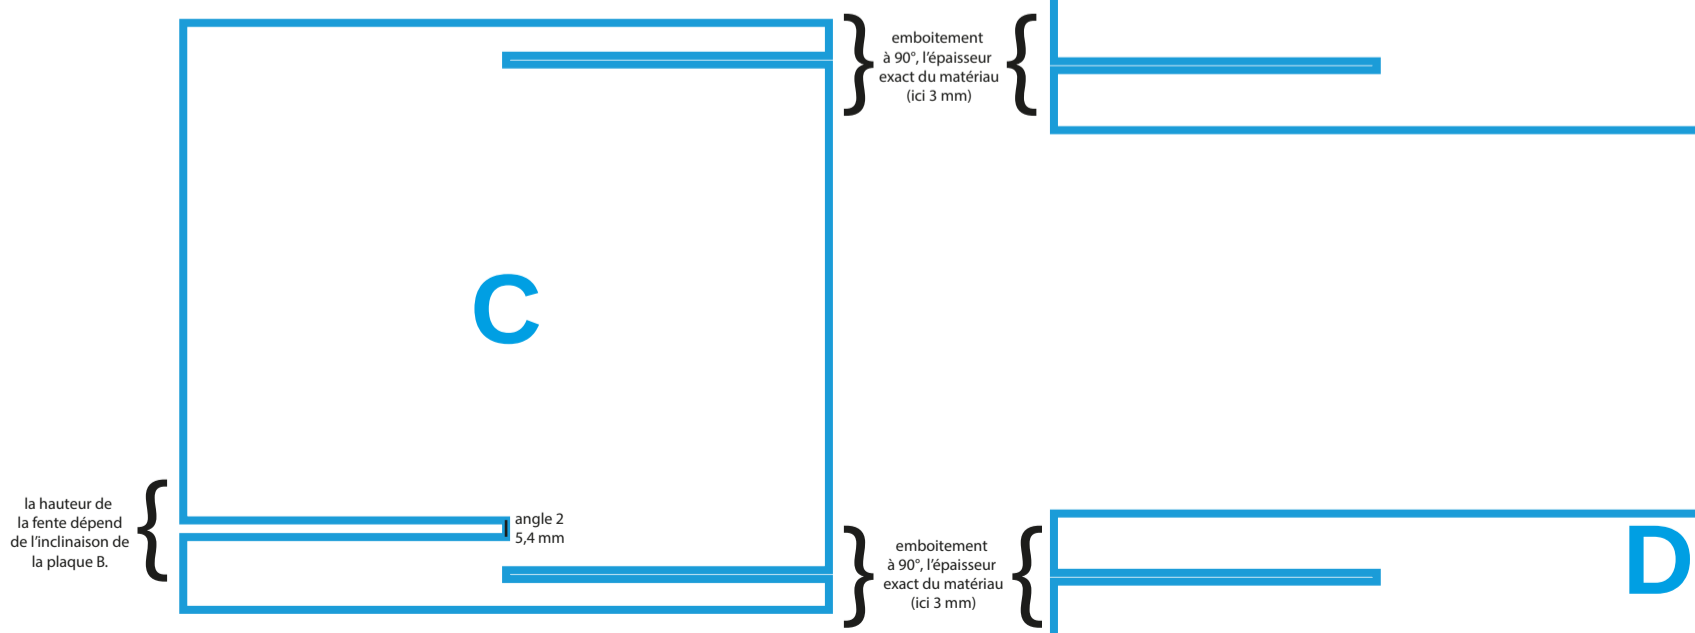 emboitement
à 90°, l'épaisseur
exact du matériau
(ici 3 mm)
C
la hauteur de
la fente dépend
de l'inclinaison de
la plaque B.
angle 2
5,4 mm
emboitement
à 90°, l'épaisseur
exact du matériau
(ici 3 mm)
D